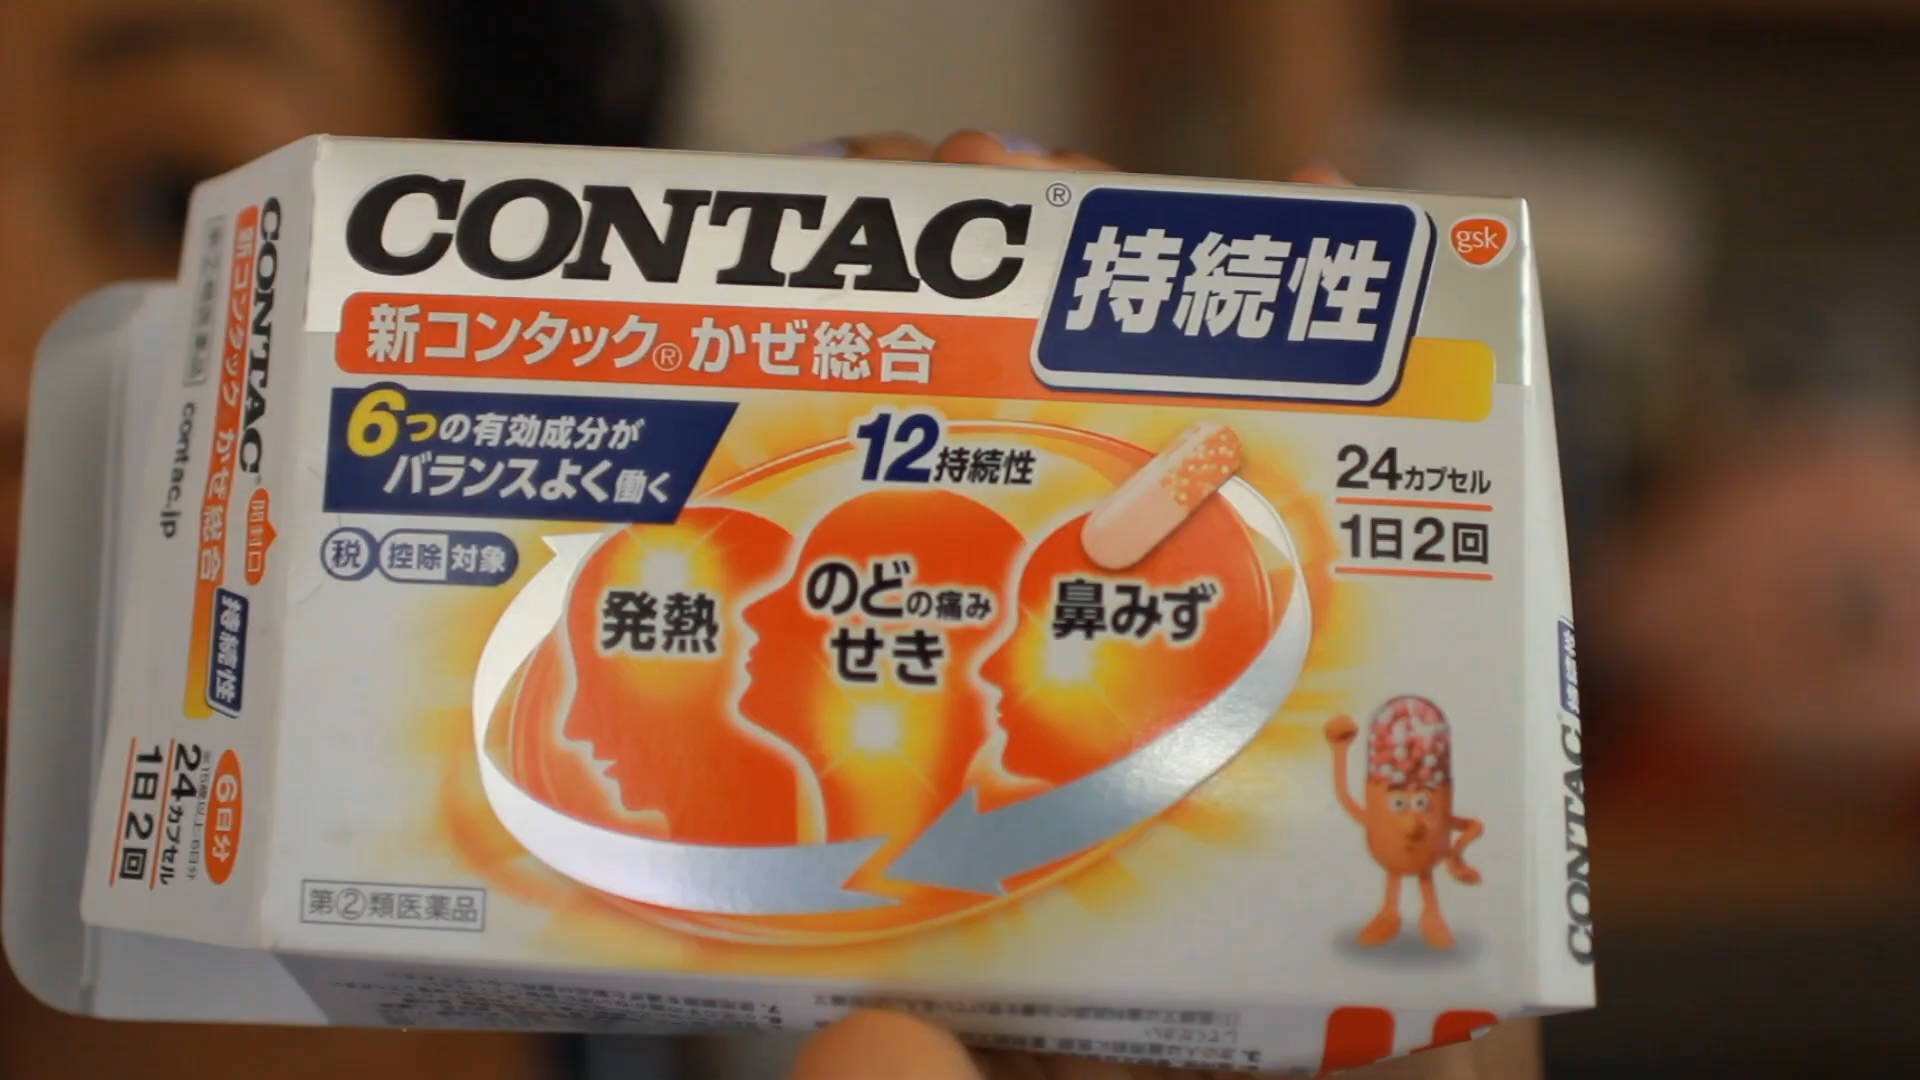 CONTAC®
持続性
gsk
新コンタック®かぜ総合
6つの有効成分が
バランスよく働く
12持続性
24カプセル
1日2回
税控除対象
発熱
のどの痛み
せき
鼻みず
第②類医薬品
CONTAC
新コンタック かぜ総合
持続性
contac.jp
開封口
6日分
24カプセル
1日2回
CONTAC